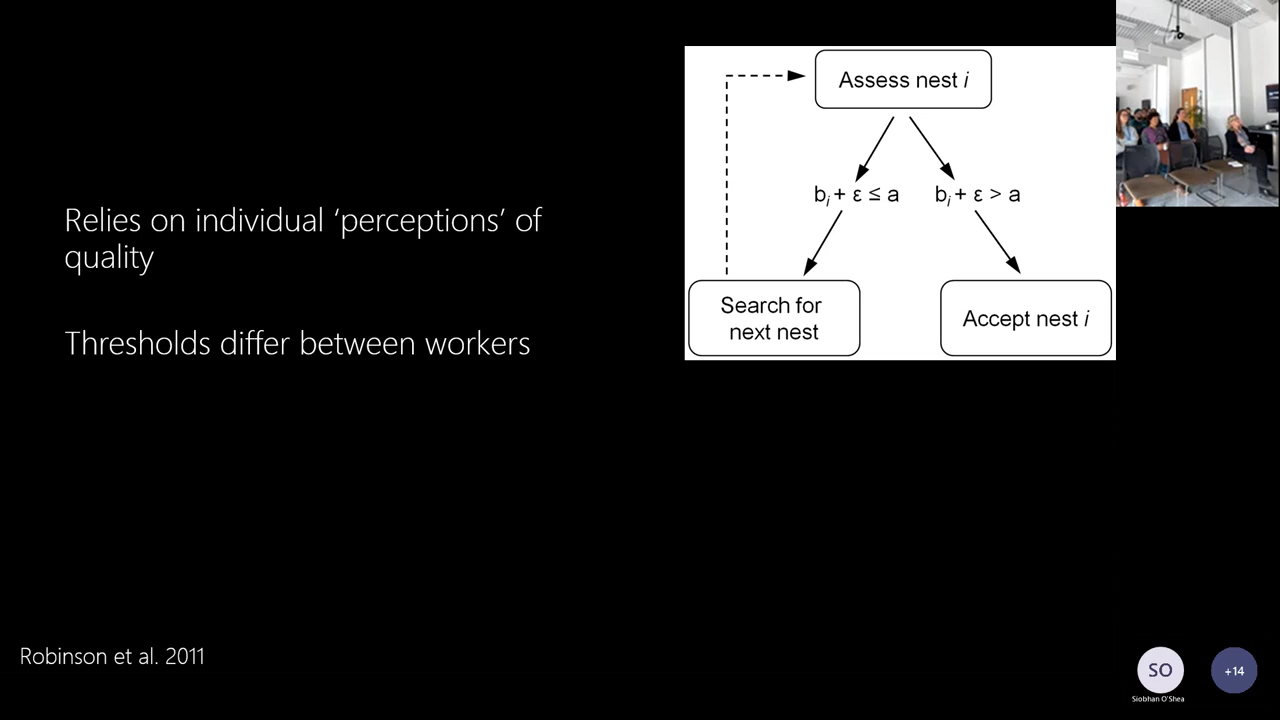 Relies on individual ‘perceptions’ of
quality
Thresholds differ between workers
Assess nest i
bᵢ + ε ≤ a
bᵢ + ε > a
Search for
next nest
Accept nest i
Robinson et al. 2011
SO
Siobhan O'Shea
+14